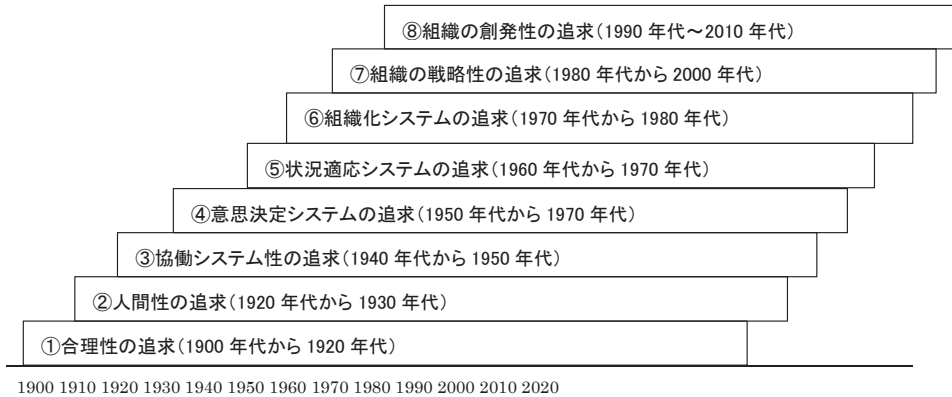 ⑧組織の創発性の追求(1990 年代～2010 年代)
⑦組織の戦略性の追求(1980 年代から 2000 年代)
⑥組織化システムの追求(1970 年代から 1980 年代)
⑤状況適応システムの追求(1960 年代から 1970 年代)
④意思決定システムの追求(1950 年代から 1970 年代)
③協働システム性の追求(1940 年代から 1950 年代)
②人間性の追求(1920 年代から 1930 年代)
①合理性の追求(1900 年代から 1920 年代)
1900 1910 1920 1930 1940 1950 1960 1970 1980 1990 2000 2010 2020